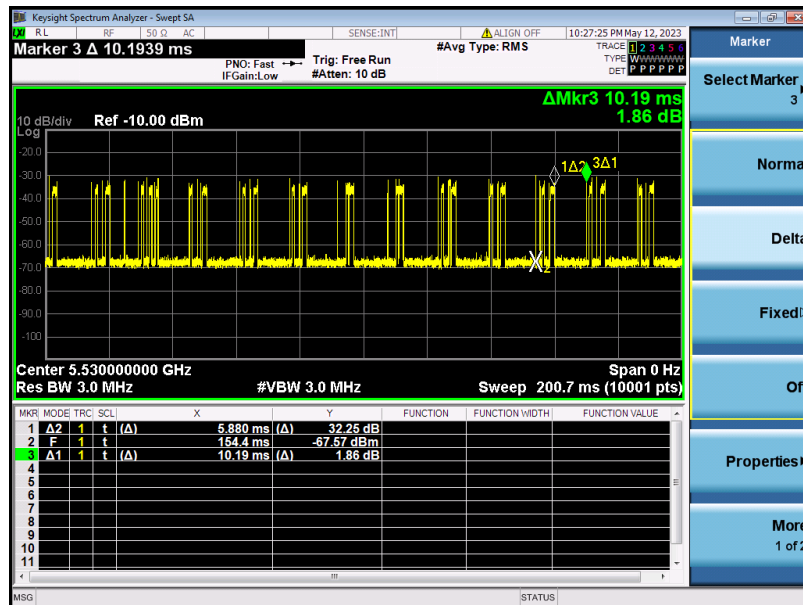 Keysight Spectrum Analyzer - Swept SA
RL RF 50 Ω AC SENSE:INT ALIGN OFF 10:27:25 PM May 12, 2023
Marker 3 Δ 10.1939 ms
PNO: Fast
IFGain:Low
Trig: Free Run
#Atten: 10 dB
#Avg Type: RMS
TRACE 1 2 3 4 5 6
TYPE WWWWWW
DET P P P P P P
ΔMkr3 10.19 ms
1.86 dB
10 dB/div Ref -10.00 dBm
Log
-20.0
-30.0
-40.0
-50.0
-60.0
-70.0
-80.0
-90.0
-100
1Δ2
3Δ1
X2
Center 5.530000000 GHz Span 0 Hz
Res BW 3.0 MHz #VBW 3.0 MHz Sweep 200.7 ms (10001 pts)
MKR MODE TRC SCL X Y FUNCTION FUNCTION WIDTH FUNCTION VALUE
1 Δ2 1 t (Δ) 5.880 ms (Δ) 32.25 dB
2 F 1 t 154.4 ms -67.57 dBm
3 Δ1 1 t (Δ) 10.19 ms (Δ) 1.86 dB
4
5
6
7
8
9
10
11
MSG STATUS
Marker
Select Marker
3
Norma
Delta
Fixed
Of
Properties
More
1 of 2